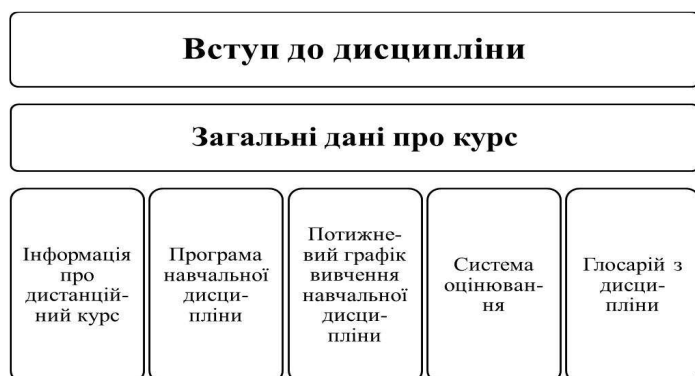 Вступ до дисципліни
Загальні дані про курс
Інформація
про
дистанцій-
ний курс
Програма
навчальної
дисци-
пліни
Потижне-
вий графік
вивчення
навчальної
дисци-
пліни
Система
оцінюван-
ня
Глосарій з
дисци-
пліни